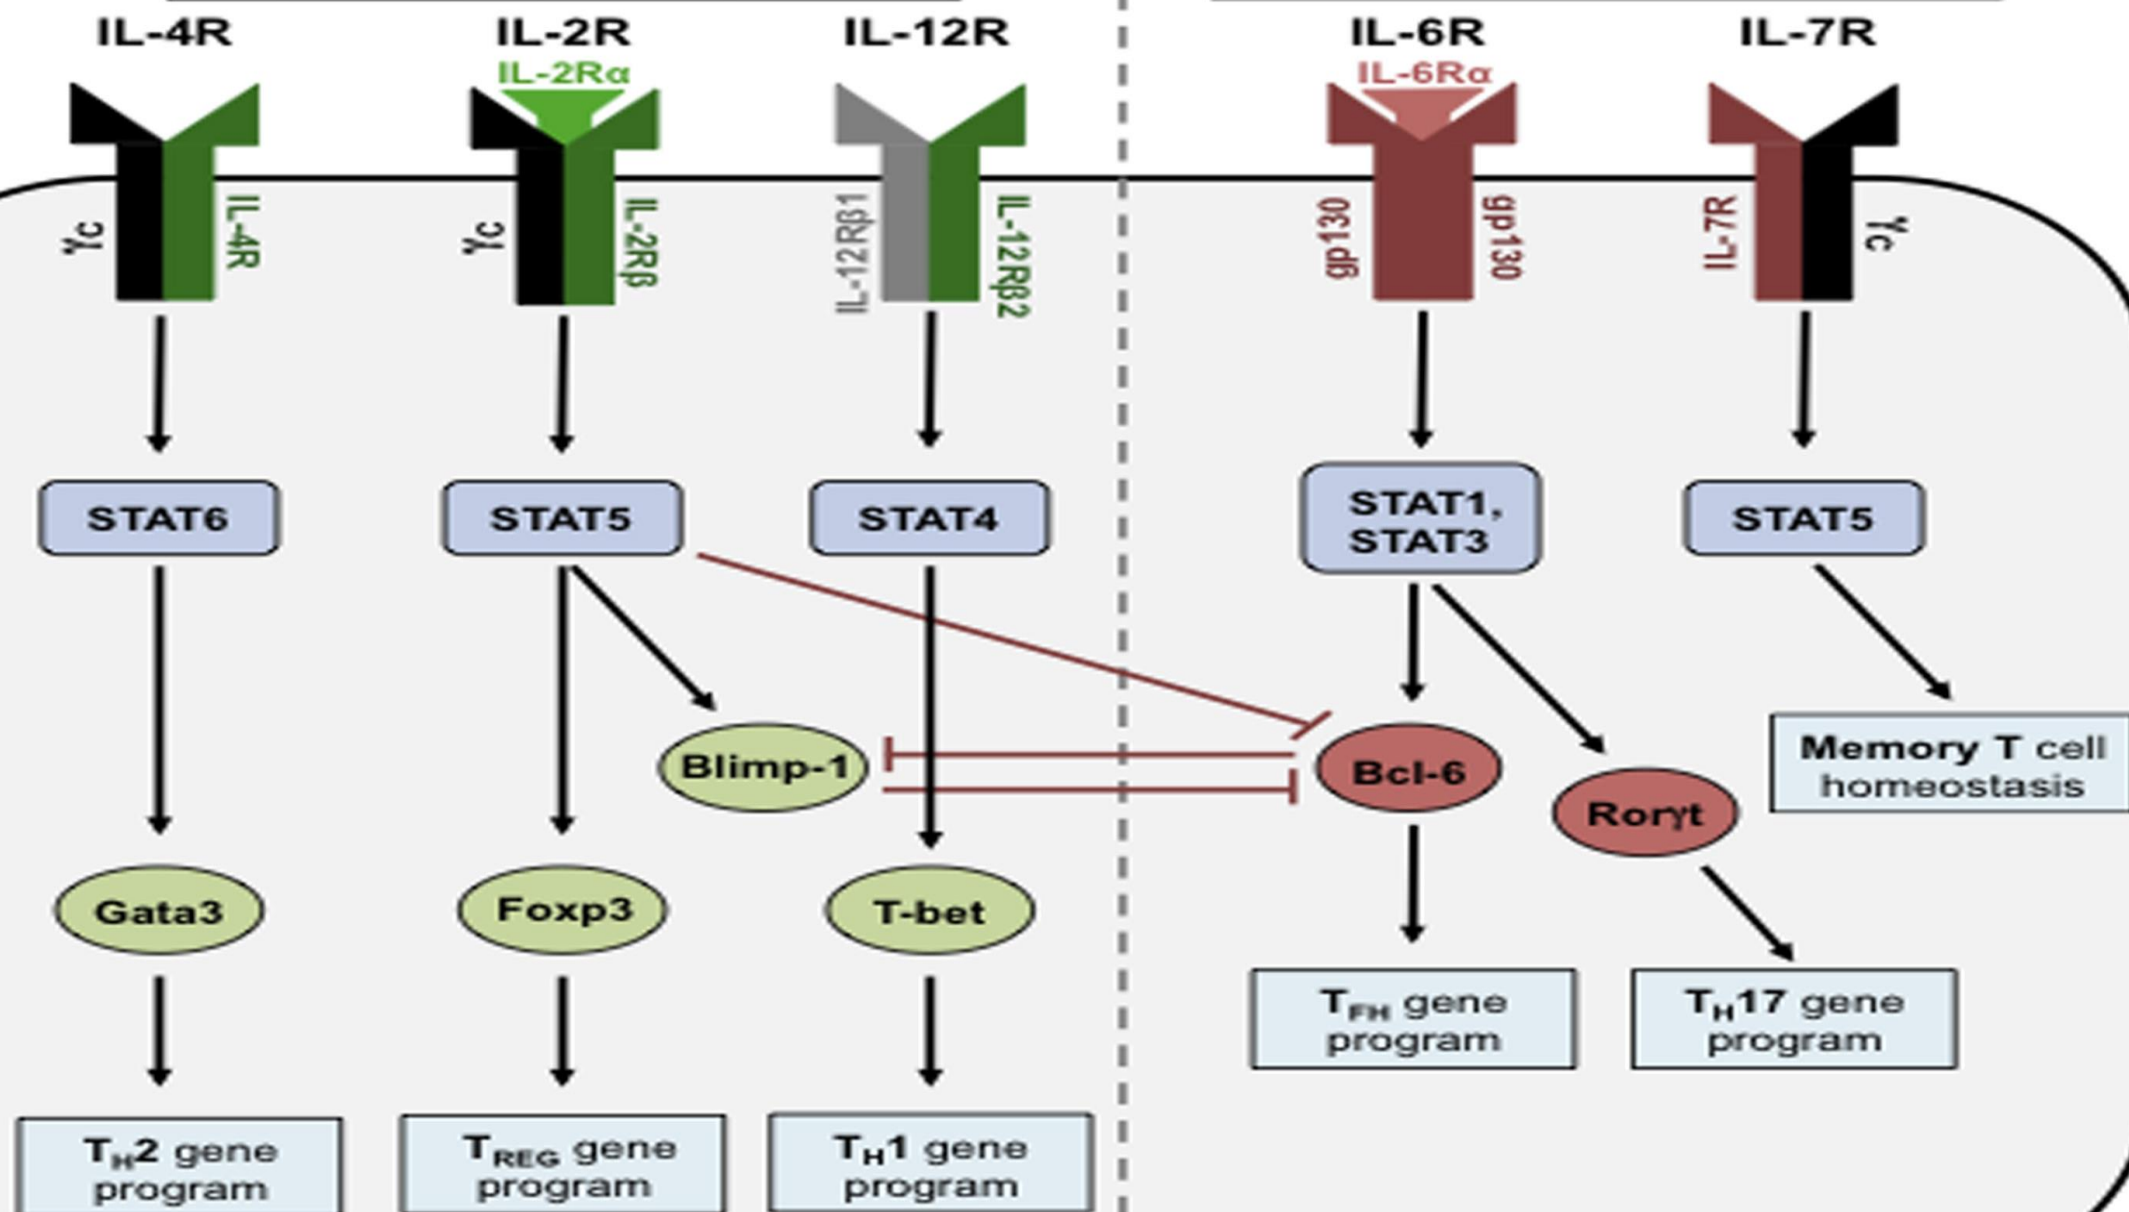 IL-4R
IL-2R
IL-12R
IL-6R
IL-7R
IL-2Rα
IL-6Rα
γc
IL-4R
γc
IL-2Rβ
IL-12Rβ1
IL-12Rβ2
gp130
gp130
IL-7R
γc
STAT6
STAT5
STAT4
STAT1,
STAT3
STAT5
Blimp-1
Bcl-6
Rorγt
Memory T cell
homeostasis
Gata3
Foxp3
T-bet
TFH gene
program
TH17 gene
program
TH2 gene
program
TREG gene
program
TH1 gene
program